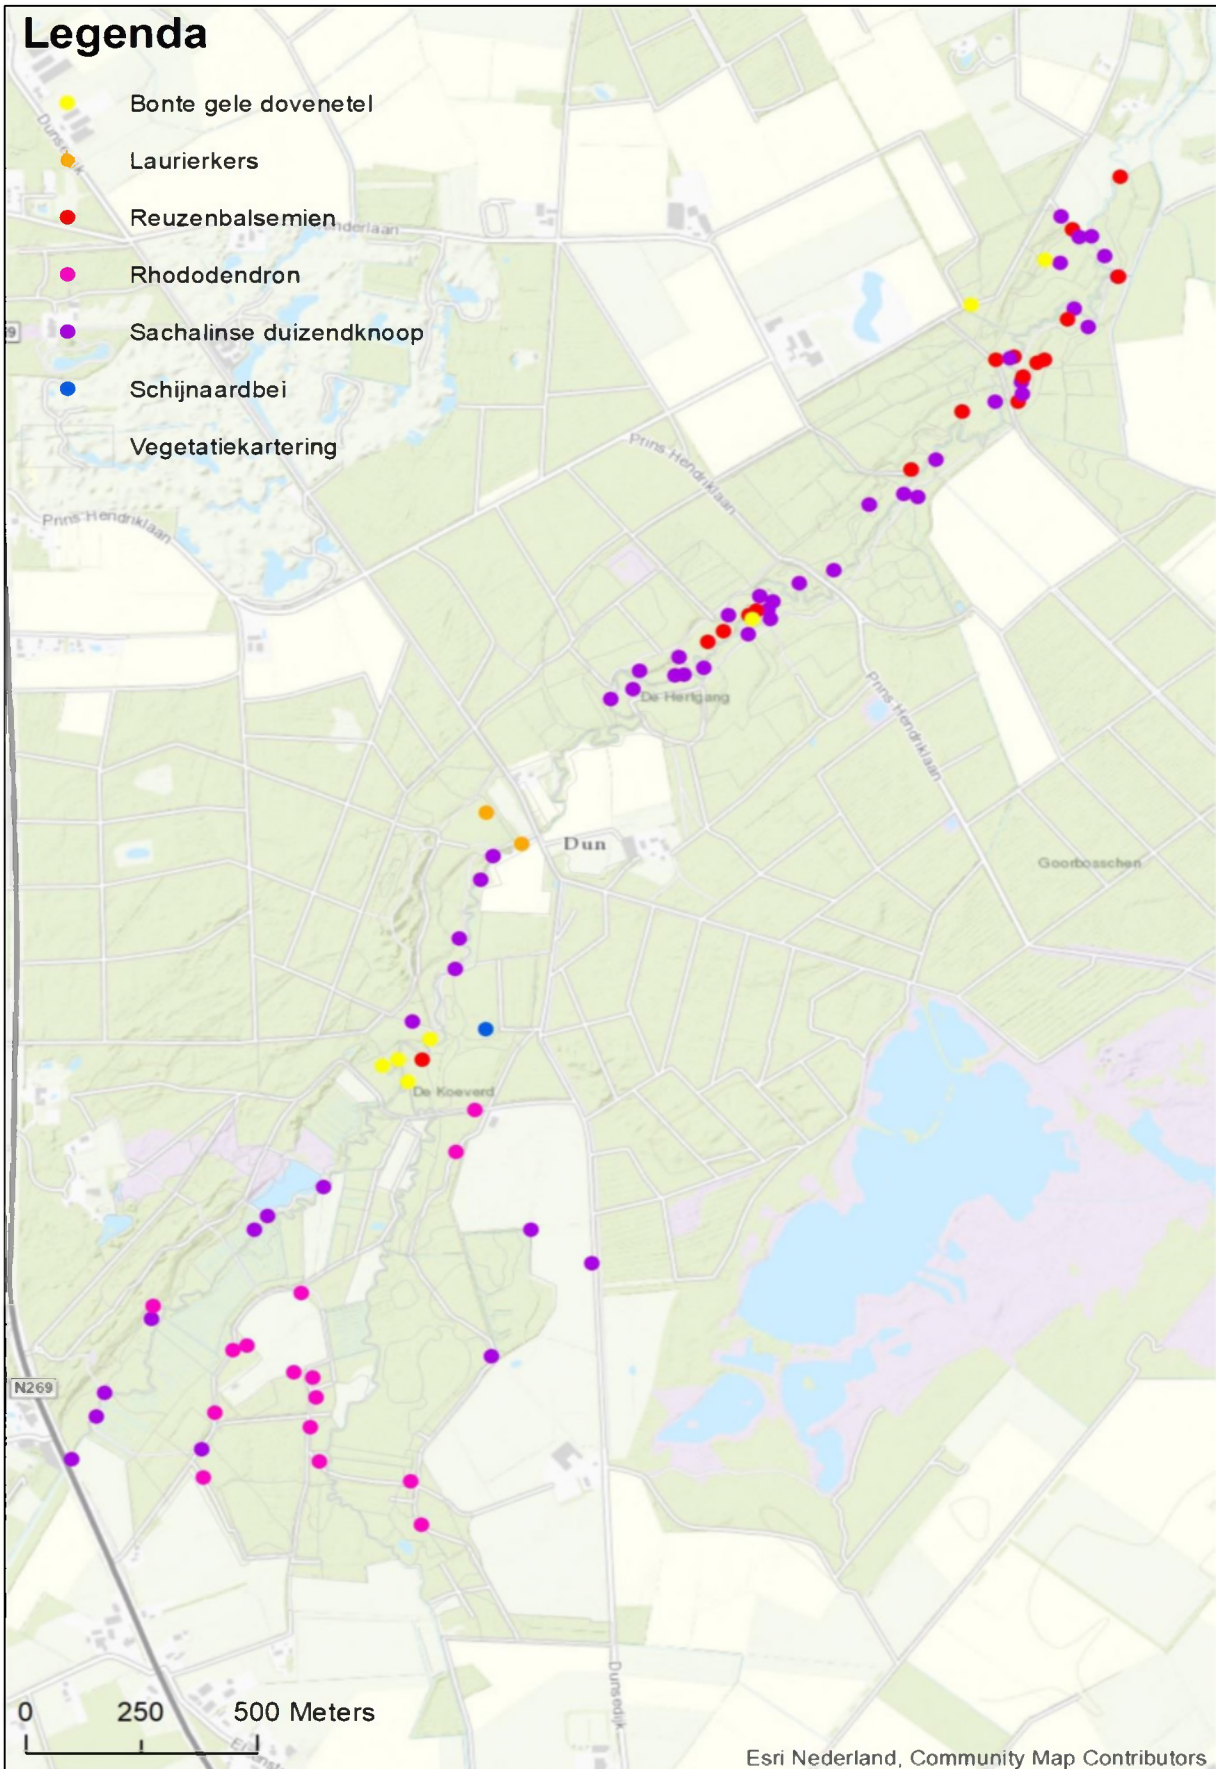 Legenda
Bonte gele dovenetel
Laurierkers
Reuzenbalsemien
Rhododendron
Sachalinse duizendknoop
Schijnaardbei
Vegetatiekartering
Prins Hendriklaan
Prins Hendriklaan
Prins Hendriklaan
De Hertgang
Dun
Goorbosschen
De Koeverd
N269
Dunsedijk
0 250 500 Meters
Esri Nederland, Community Map Contributors